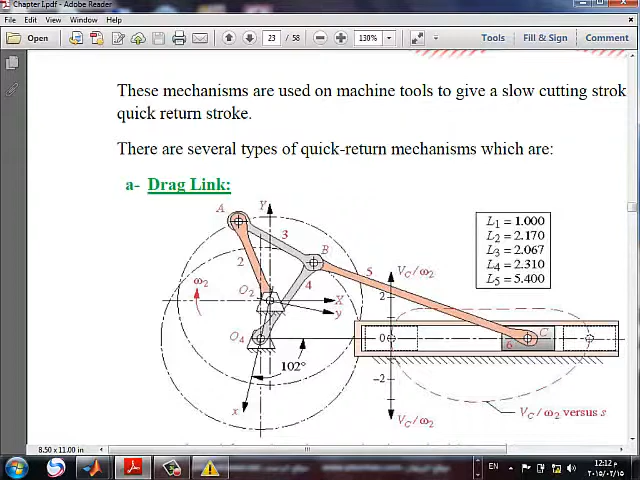 Chapter I.pdf - Adobe Reader
File Edit View Window Help
Open 23 / 58 130% Tools Fill & Sign Comment
These mechanisms are used on machine tools to give a slow cutting strok
quick return stroke.
There are several types of quick-return mechanisms which are:
a- Drag Link:
A Y
3
B
2
4
5
ω2
O2
X
y
O4
102°
x
L1 = 1.000
L2 = 2.170
L3 = 2.067
L4 = 2.310
L5 = 5.400
VC/ω2
2
0
−2
C
6
VC/ω2
VC/ω2 versus s
8.50 x 11.00 in
EN
12:12 م
٢٠١٥/٠٢/١٥